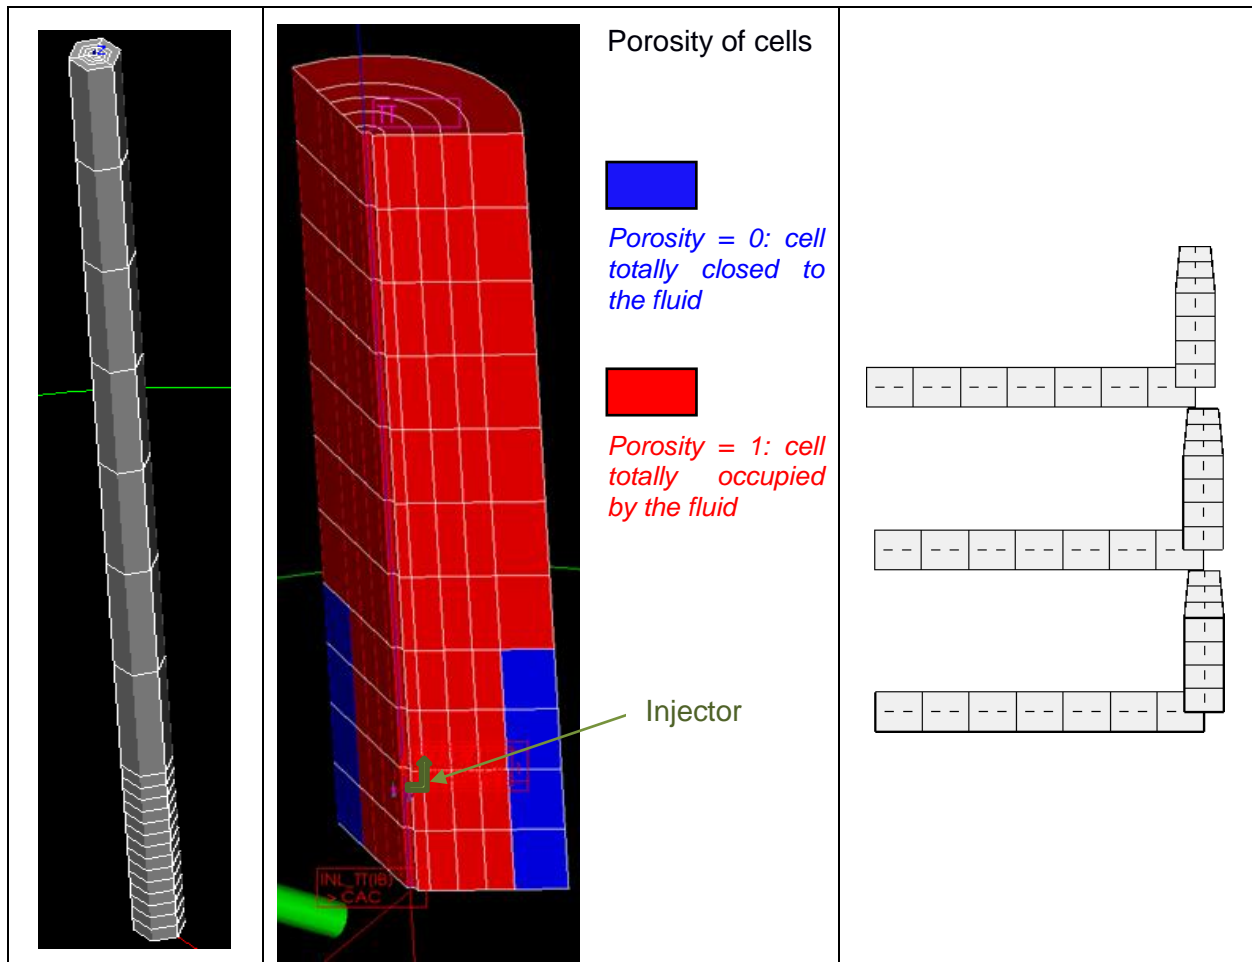 Z
TT
Porosity of cells
Porosity = 0: cell
totally closed to
the fluid
Porosity = 1: cell
totally occupied
by the fluid
Injector
INL_TT(IB)
-> CAC